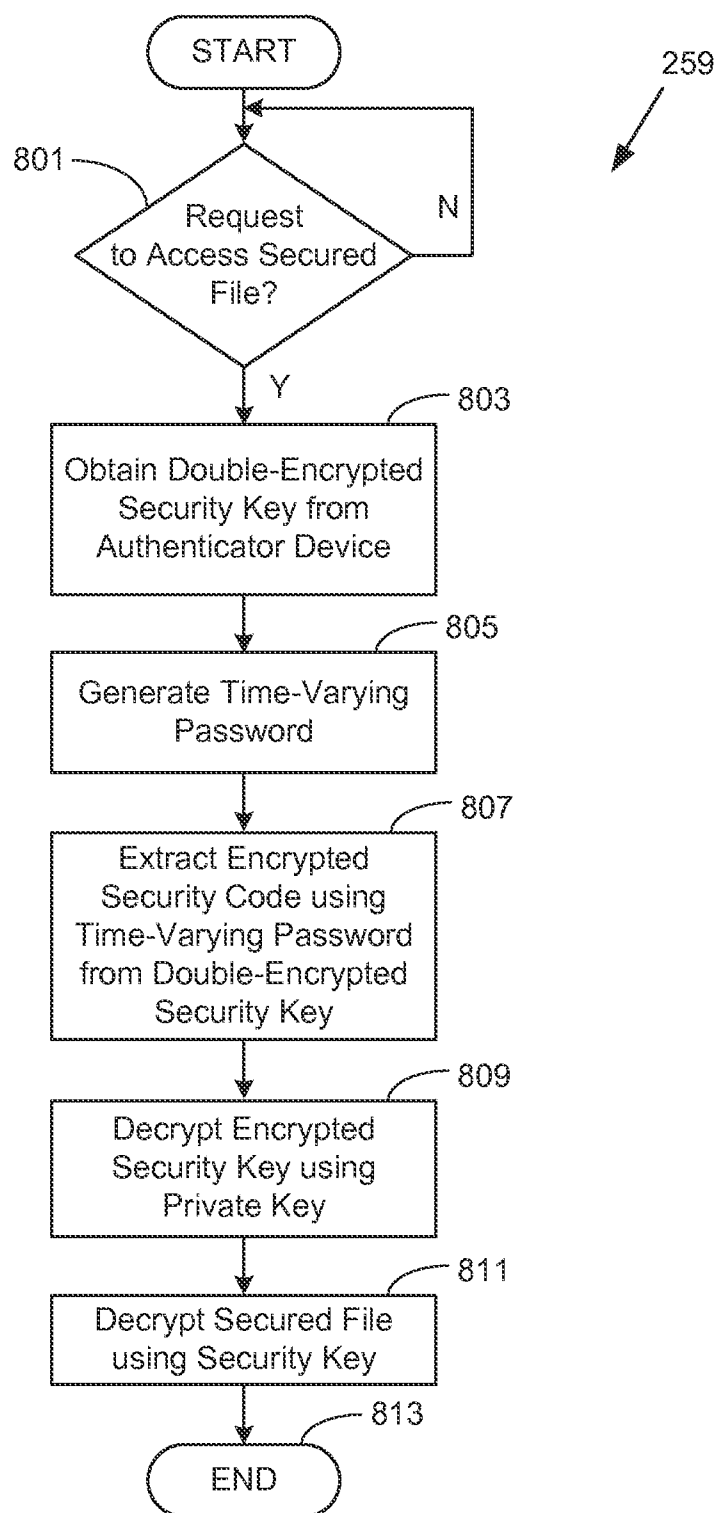 START
259
801
Request
to Access Secured
File?
N
Y
803
Obtain Double-Encrypted
Security Key from
Authenticator Device
805
Generate Time-Varying
Password
807
Extract Encrypted
Security Code using
Time-Varying Password
from Double-Encrypted
Security Key
809
Decrypt Encrypted
Security Key using
Private Key
811
Decrypt Secured File
using Security Key
813
END